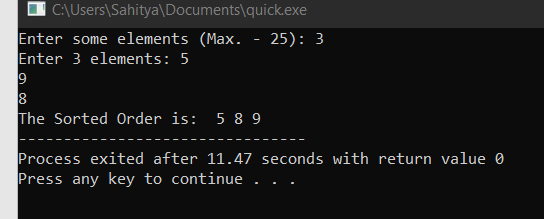 C:\Users\Sahitya\Documents\quick.exe
Enter some elements (Max. - 25): 3
Enter 3 elements: 5
9
8
The Sorted Order is:  5 8 9
--------------------------------
Process exited after 11.47 seconds with return value 0
Press any key to continue . . .